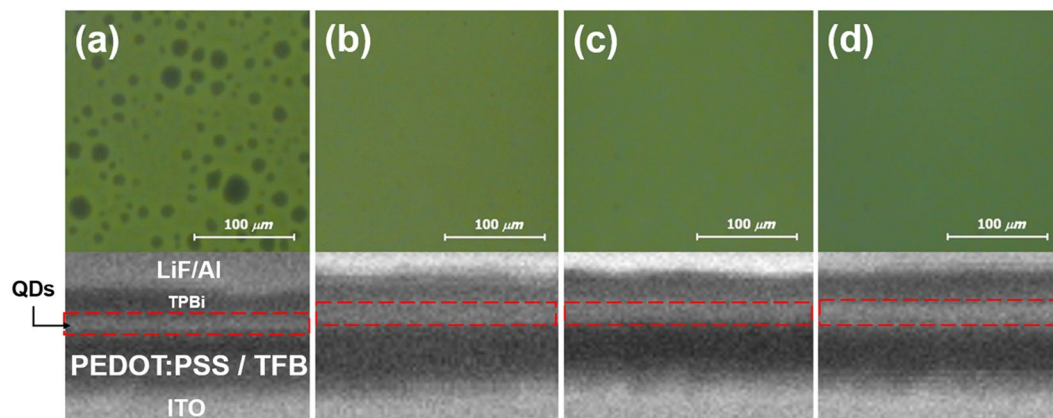 (a)
(b)
(c)
(d)
100 μm
100 μm
100 μm
100 μm
LiF/Al
QDs
TPBi
PEDOT:PSS / TFB
ITO